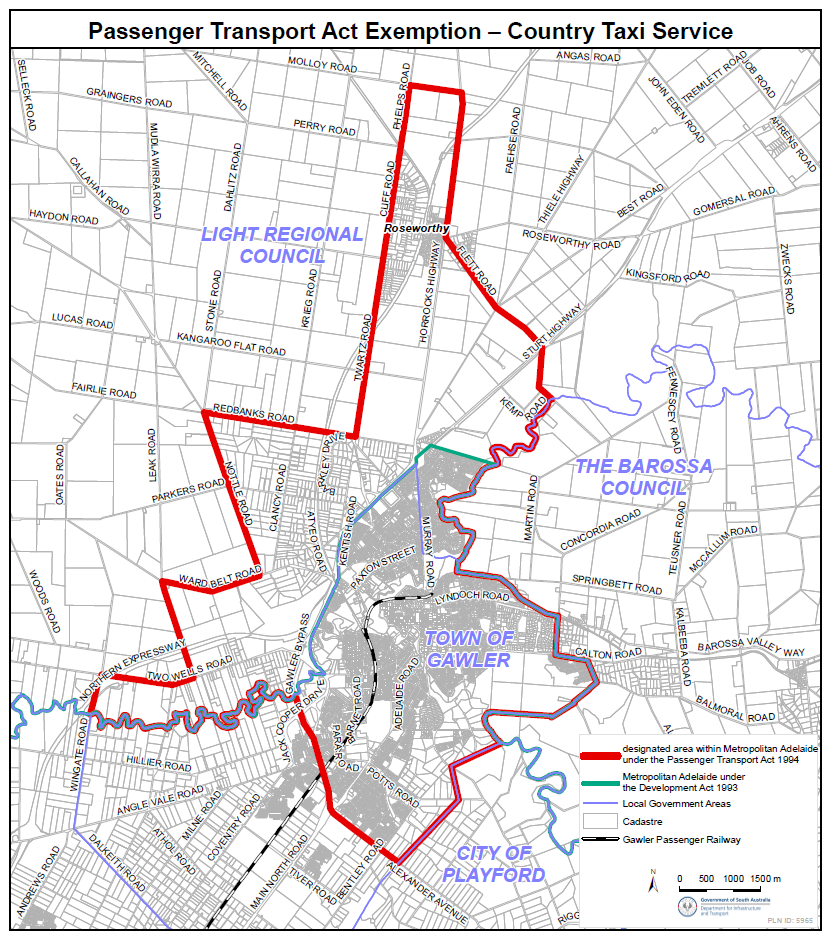 Passenger Transport Act Exemption – Country Taxi Service
SELLECK ROAD
MITCHELL ROAD
MOLLOY ROAD
PHELPS ROAD
ANGAS ROAD
JOHN EDEN ROAD
TREMLETT ROAD
JOB ROAD
GRAINGERS ROAD
MUDLA WIRRA ROAD
PERRY ROAD
FAEHSE ROAD
AHRENS ROAD
CALLAHAN ROAD
DAHLITZ ROAD
CLIFF ROAD
THIELE HIGHWAY
BEST ROAD
GOMERSAL ROAD
HAYDON ROAD
LIGHT REGIONAL
COUNCIL
Roseworthy
ROSEWORTHY ROAD
FLETT ROAD
KINGSFORD ROAD
ZWECKS ROAD
STONE ROAD
KRIEG ROAD
HORROCKS HIGHWAY
LUCAS ROAD
KANGAROO FLAT ROAD
TWARTZ ROAD
STURT HIGHWAY
FAIRLIE ROAD
REDBANKS ROAD
KEMP ROAD
FENNESCEY ROAD
OATES ROAD
LEAK ROAD
NOTTLE ROAD
CLANCY ROAD
THE BAROSSA
COUNCIL
PARKERS ROAD
ATYEO ROAD
KENTISH ROAD
MURRAY ROAD
MARTIN ROAD
CONCORDIA ROAD
TEUSNER ROAD
MCCALLUM ROAD
PAXTON STREET
WOODS ROAD
WARD BELT ROAD
LYNDOCH ROAD
SPRINGBETT ROAD
KALBEEBA ROAD
GAWLER BYPASS
TOWN OF
GAWLER
CALTON ROAD
BAROSSA VALLEY WAY
NORTHERN EXPRESSWAY
TWO WELLS ROAD
ADELAIDE ROAD
BALMORAL ROAD
JACK COOPER DRIVE
BARNET ROAD
WINGATE ROAD
HILLIER ROAD
PARA ROAD
POTTS ROAD
ANGLE VALE ROAD
MILNE ROAD
COVENTRY ROAD
ATHOL ROAD
DALKEITH ROAD
ANDREWS ROAD
MAIN NORTH ROAD
TIVER ROAD
BENTLEY ROAD
ALEXANDER AVENUE
CITY OF
PLAYFORD
RIGG
designated area within Metropolitan Adelaide
under the Passenger Transport Act 1994
Metropolitan Adelaide under
the Development Act 1993
Local Government Areas
Cadastre
Gawler Passenger Railway
N
0 500 1000 1500 m
Government of South Australia
Department for Infrastructure
and Transport
PLN ID: 5965